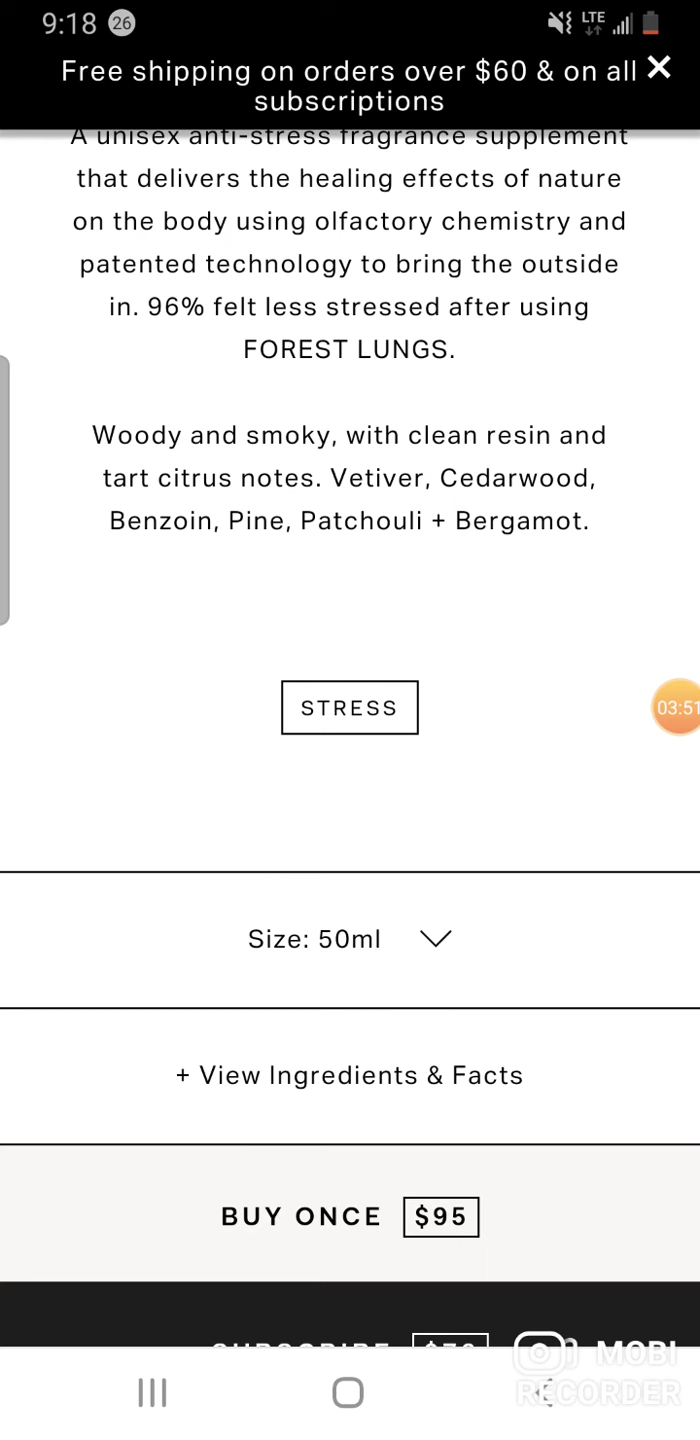 9:18 26 LTE
Free shipping on orders over $60 & on all
subscriptions
A unisex anti-stress fragrance supplement
that delivers the healing effects of nature
on the body using olfactory chemistry and
patented technology to bring the outside
in. 96% felt less stressed after using
FOREST LUNGS.
Woody and smoky, with clean resin and
tart citrus notes. Vetiver, Cedarwood,
Benzoin, Pine, Patchouli + Bergamot.
STRESS
03:51
Size: 50ml
+ View Ingredients & Facts
BUY ONCE $95
MOBI
RECORDER